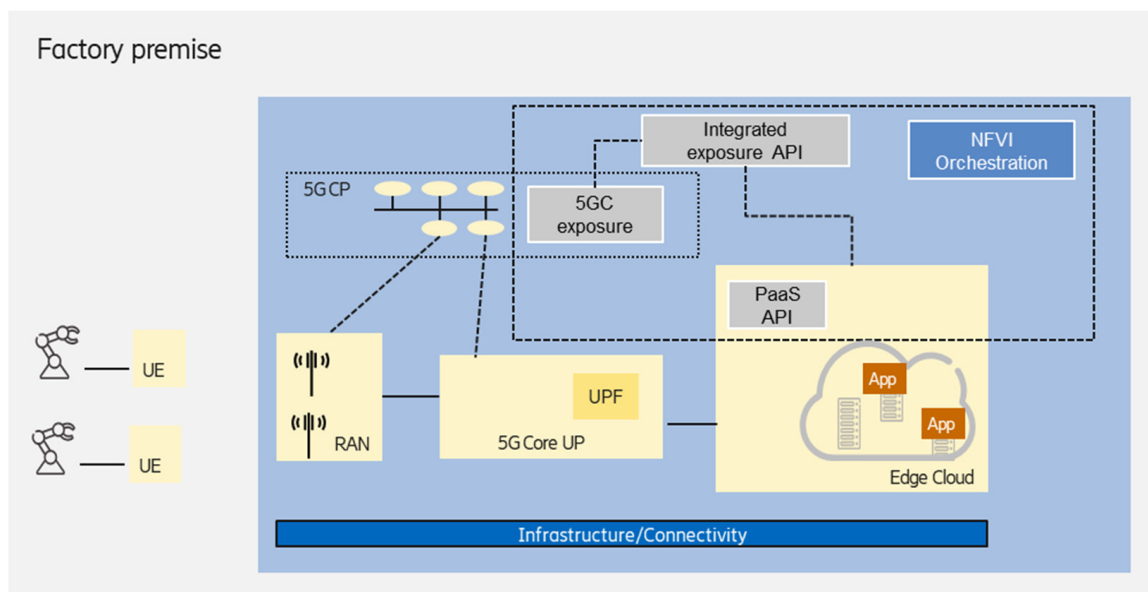 Factory premise
Integrated
exposure API
NFVI
Orchestration
5G CP
5GC
exposure
PaaS
API
UE
UE
RAN
UPF
5G Core UP
App
App
Edge Cloud
Infrastructure/Connectivity